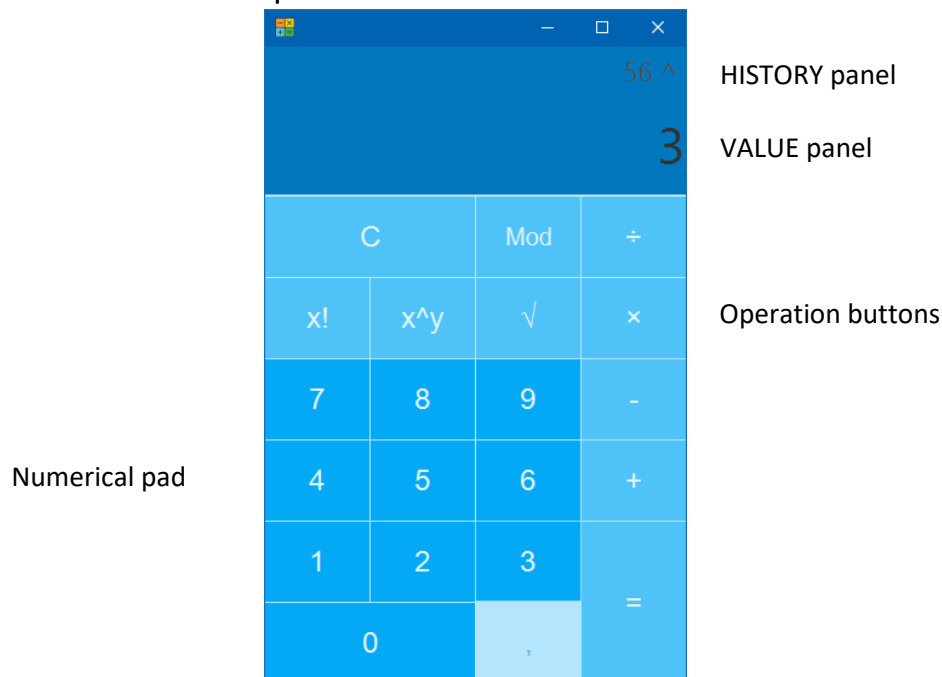 56 ^
HISTORY panel
3
VALUE panel
C Mod ÷
x! x^y √ ×
Operation buttons
7 8 9 -
Numerical pad
4 5 6 +
1 2 3
=
0 ,